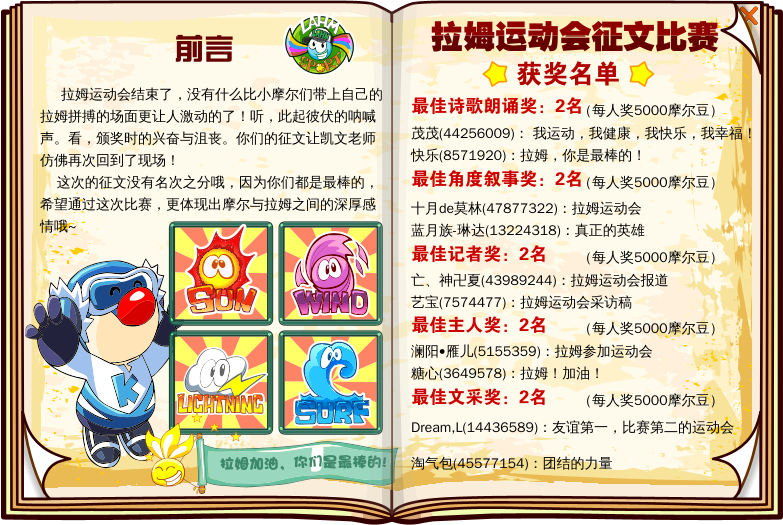 前言
LAHM
SPORT
拉姆运动会结束了，没有什么比小摩尔们带上自己的
拉姆拼搏的场面更让人激动的了！听，此起彼伏的呐喊
声。看，颁奖时的兴奋与沮丧。你们的征文让凯文老师
仿佛再次回到了现场！
这次的征文没有名次之分哦，因为你们都是最棒的，
希望通过这次比赛，更体现出摩尔与拉姆之间的深厚感
情哦~
SUN
WIND
LIGHTNING
SURF
K
拉姆加油，你们是最棒的！
拉姆运动会征文比赛
获奖名单
最佳诗歌朗诵奖：2名（每人奖5000摩尔豆）
茂茂(44256009)： 我运动，我健康，我快乐，我幸福！
快乐(8571920)：拉姆，你是最棒的！
最佳角度叙事奖：2名（每人奖5000摩尔豆）
十月de莫林(47877322)：拉姆运动会
蓝月族-琳达(13224318)：真正的英雄
最佳记者奖：2名 （每人奖5000摩尔豆）
亡、神卍夏(43989244)：拉姆运动会报道
艺宝(7574477)：拉姆运动会采访稿
最佳主人奖：2名 （每人奖5000摩尔豆）
澜阳•雁儿(5155359)：拉姆参加运动会
糖心(3649578)：拉姆！加油！
最佳文采奖：2名 （每人奖5000摩尔豆）
Dream,L(14436589)：友谊第一，比赛第二的运动会
淘气包(45577154)：团结的力量